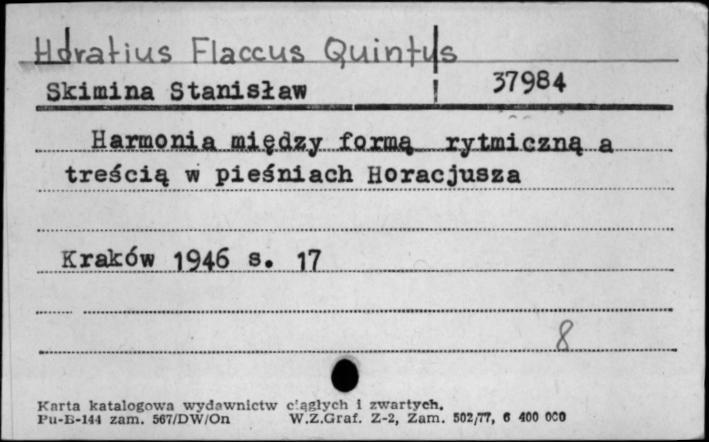 Horatius Flaccus Quintus
Skimina Stanisław 37984
Harmonia między formą rytmiczną a
treścią w pieśniach Horacjusza
Kraków 1946 s. 17
8
Karta katalogowa wydawnictw ciągłych i zwartych.
Pu-B-144 zam. 567/DW/On W.Z.Graf. Z-2, Zam. 502/77, 6 400 000